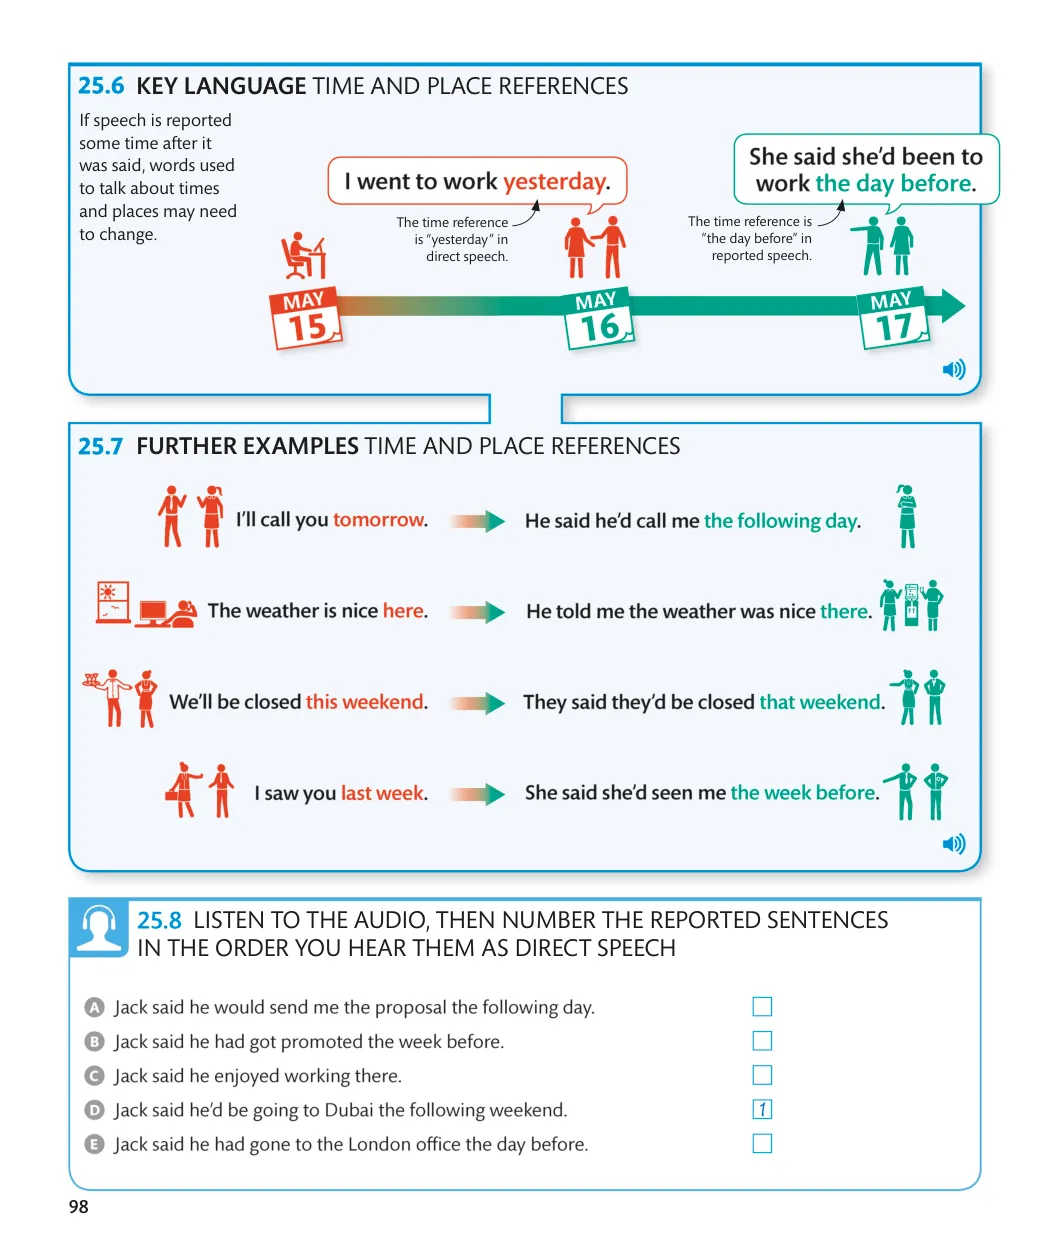 25.6 KEY LANGUAGE TIME AND PLACE REFERENCES
If speech is reported
some time after it
was said, words used
to talk about times
and places may need
to change.
I went to work yesterday.
The time reference
is “yesterday” in
direct speech.
She said she’d been to
work the day before.
The time reference is
“the day before” in
reported speech.
MAY
15
MAY
16
MAY
17
25.7 FURTHER EXAMPLES TIME AND PLACE REFERENCES
I’ll call you tomorrow.
He said he’d call me the following day.
The weather is nice here.
He told me the weather was nice there.
We’ll be closed this weekend.
They said they’d be closed that weekend.
I saw you last week.
She said she’d seen me the week before.
25.8 LISTEN TO THE AUDIO, THEN NUMBER THE REPORTED SENTENCES
IN THE ORDER YOU HEAR THEM AS DIRECT SPEECH
A Jack said he would send me the proposal the following day.
B Jack said he had got promoted the week before.
C Jack said he enjoyed working there.
D Jack said he’d be going to Dubai the following weekend. 1
E Jack said he had gone to the London office the day before.
98